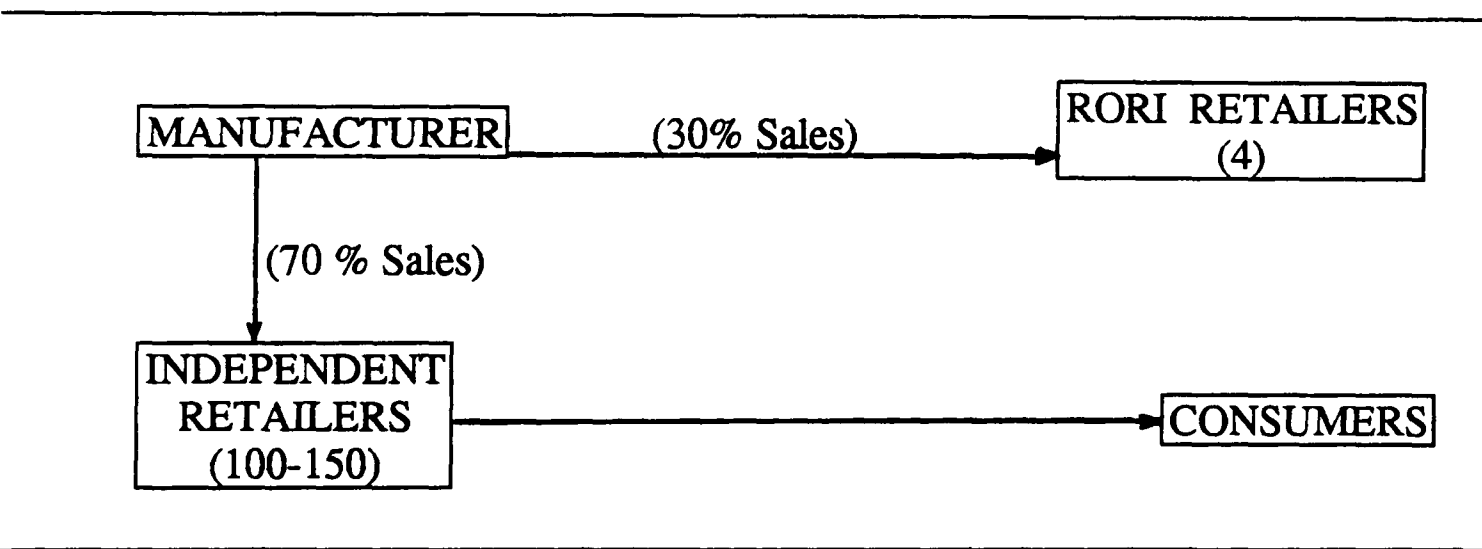 MANUFACTURER
(30% Sales)
RORI RETAILERS
(4)
(70 % Sales)
INDEPENDENT
RETAILERS
(100-150)
CONSUMERS